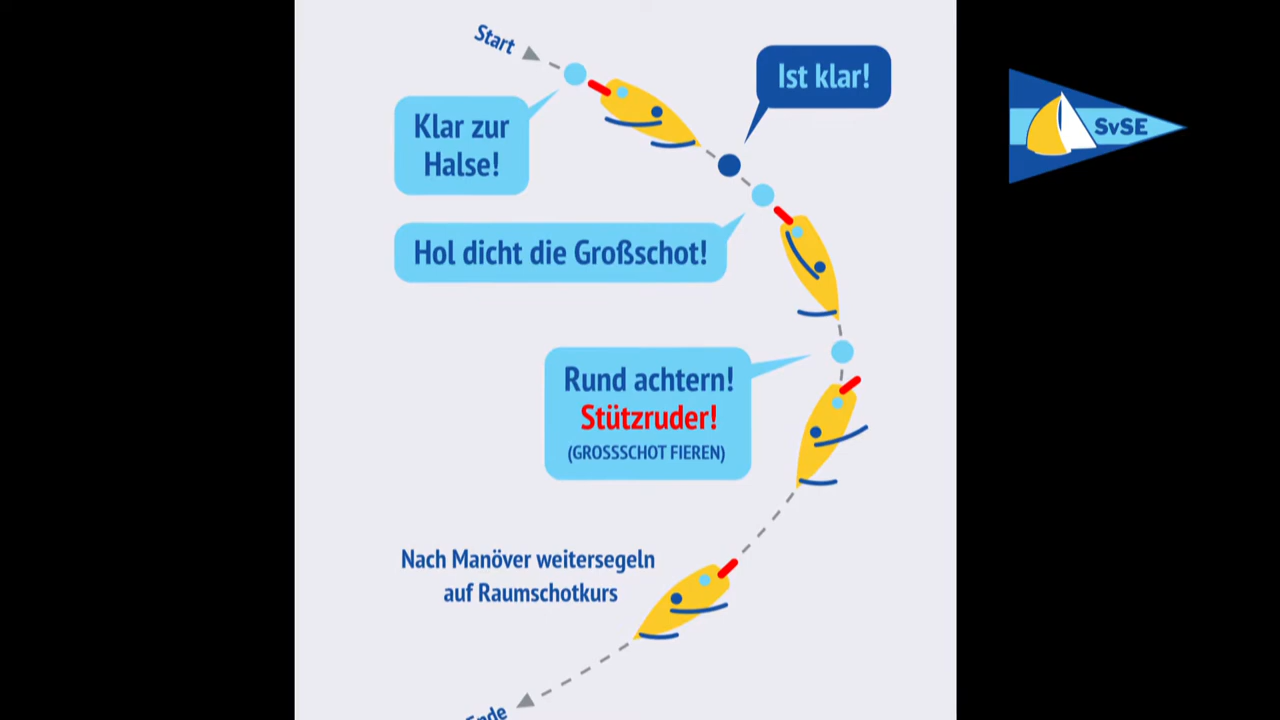 Start
Ist klar!
Klar zur
Halse!
SvSE
Hol dicht die Großschot!
Rund achtern!
Stützruder!
(GROSSSCHOT FIEREN)
Nach Manöver weitersegeln
auf Raumschotkurs
Ende